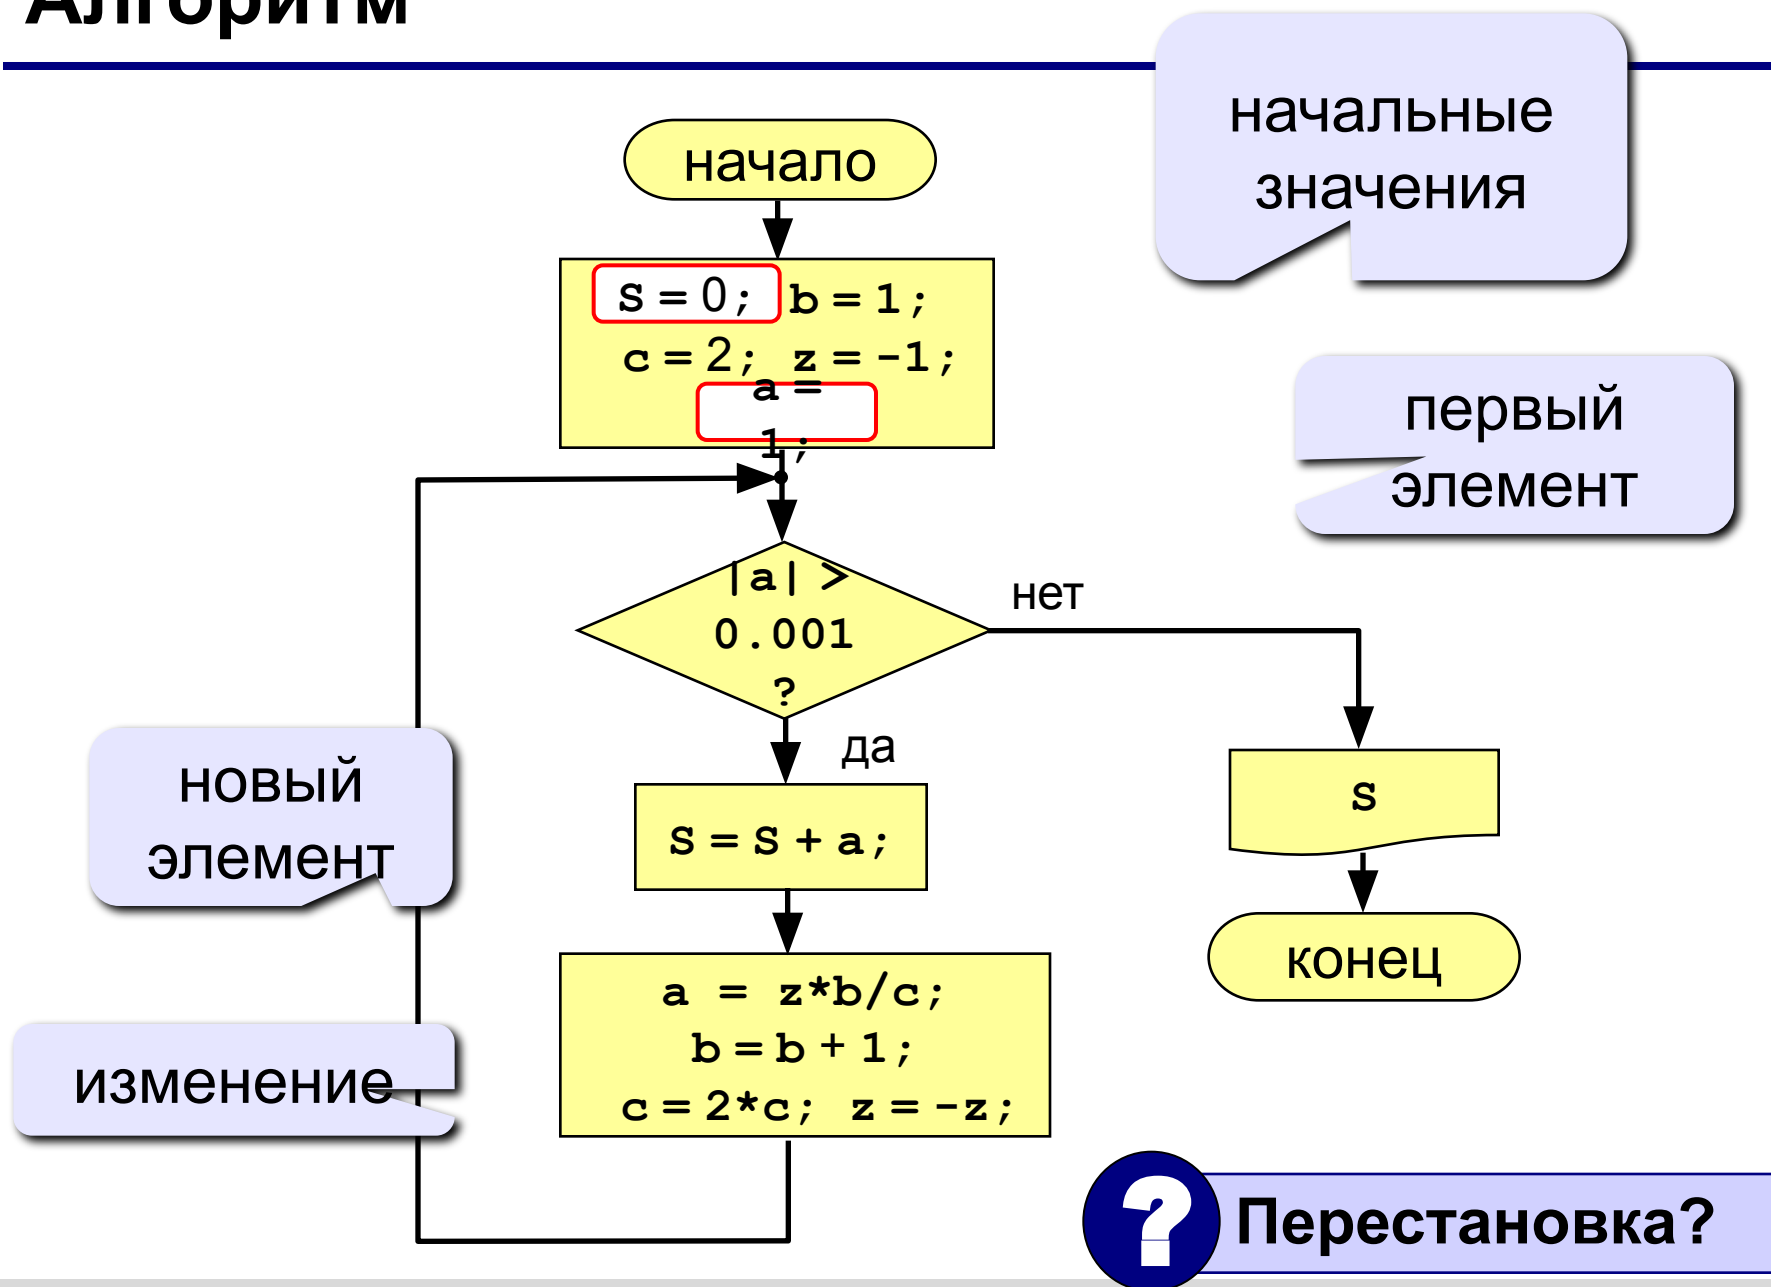 Алгоритм
начальные
значения
начало
S = 0; b = 1;
c = 2; z = -1;
a =
1;
первый
элемент
|a| >
0.001
?
нет
да
новый
элемент
S = S + a;
S
конец
a = z*b/c;
b = b + 1;
c = 2*c; z = -z;
изменение
? Перестановка?